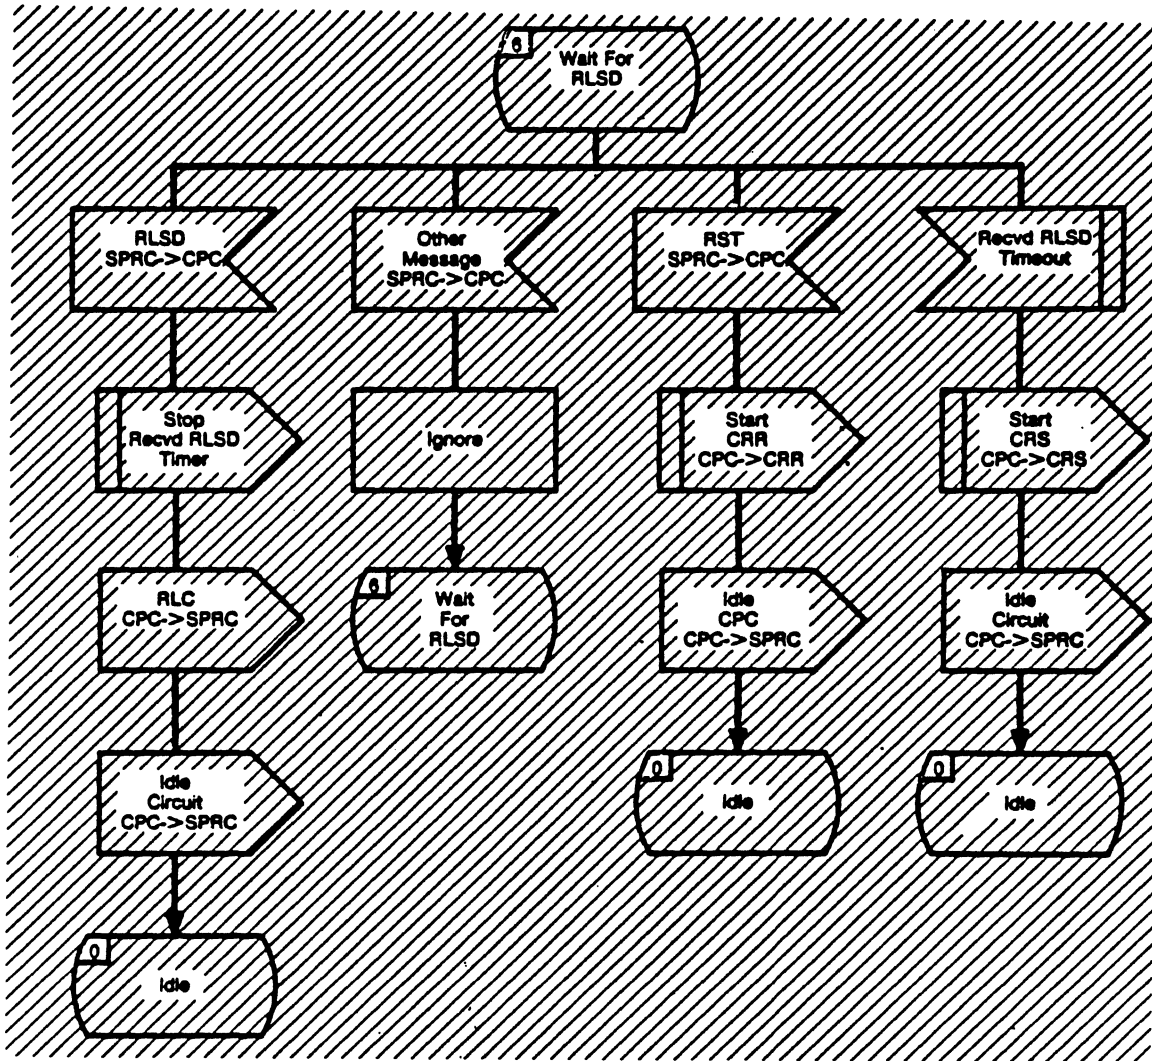 6
Wait For
RLSD
RLSD
SPRC->CPC
Other
Message
SPRC->CPC
RST
SPRC->CPC
Recvd RLSD
Timeout
Stop
Recvd RLSD
Timer
Ignore
Start
CRR
CPC->CRR
Start
CRS
CPC->CRS
RLC
CPC->SPRC
6
Wait
For
RLSD
Idle
CPC
CPC->SPRC
Idle
Circuit
CPC->SPRC
Idle
Circuit
CPC->SPRC
0
Idle
0
Idle
0
Idle